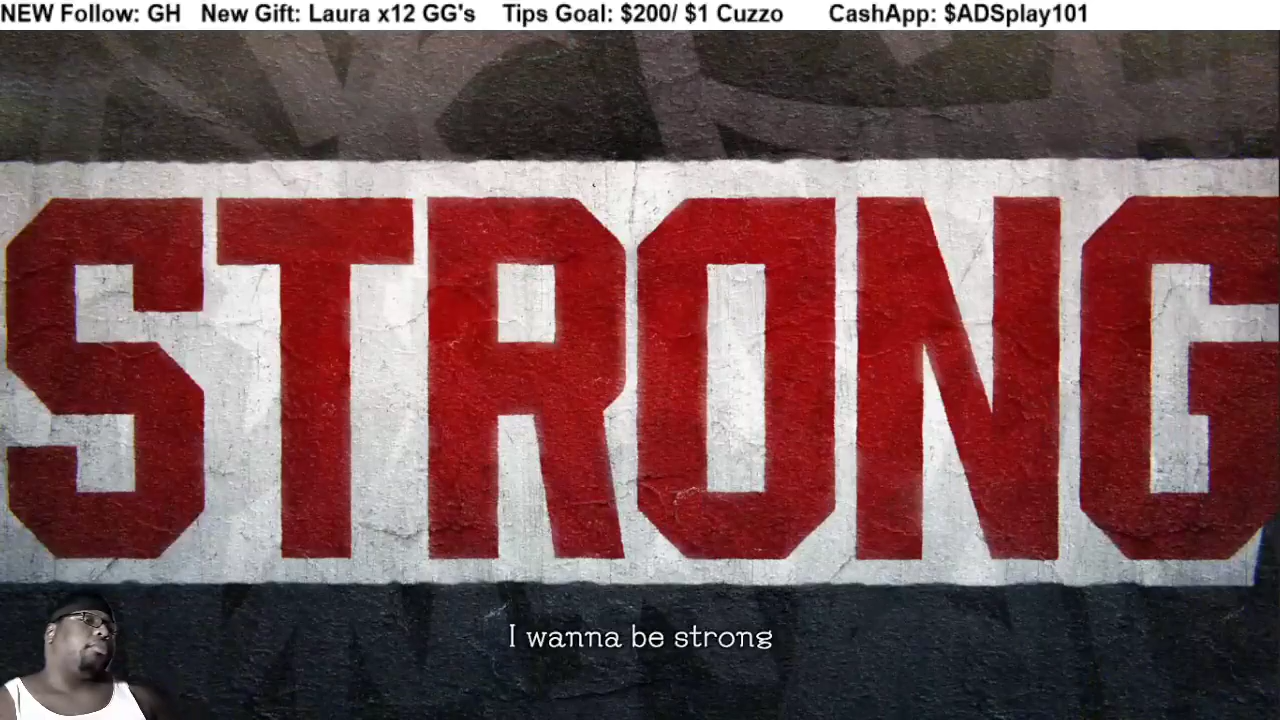 NEW Follow: GH New Gift: Laura x12 GG's Tips Goal: $200/ $1 Cuzzo CashApp: $ADSplay101
STRONG
I wanna be strong